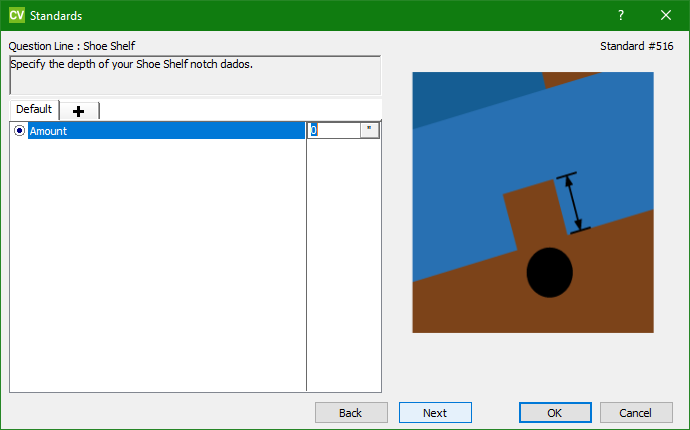 CV Standards ?
Question Line : Shoe Shelf Standard #516
Specify the depth of your Shoe Shelf notch dados.
Default
Amount 0 "
Back Next OK Cancel